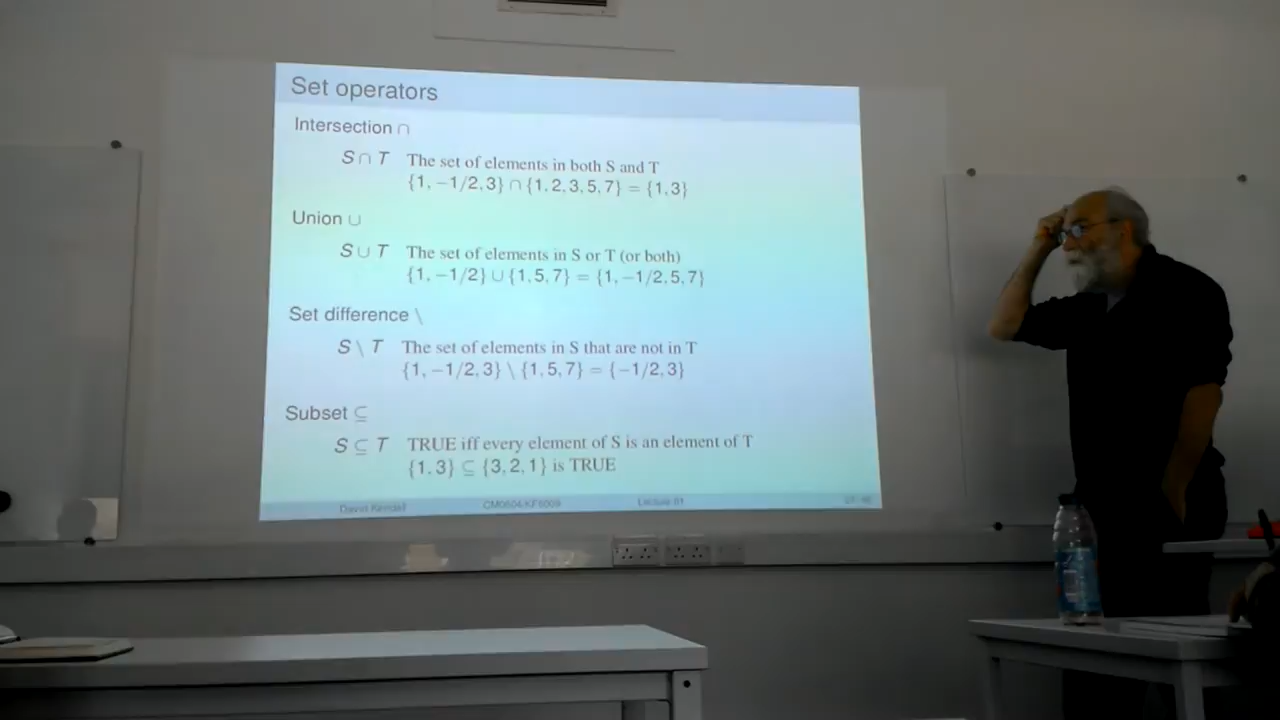 Set operators
Intersection ∩
S ∩ T The set of elements in both S and T
{1, −1/2, 3} ∩ {1, 2, 3, 5, 7} = {1, 3}
Union ∪
S ∪ T The set of elements in S or T (or both)
{1, −1/2} ∪ {1, 5, 7} = {1, −1/2, 5, 7}
Set difference \
S \ T The set of elements in S that are not in T
{1, −1/2, 3} \ {1, 5, 7} = {−1/2, 3}
Subset ⊆
S ⊆ T TRUE iff every element of S is an element of T
{1, 3} ⊆ {3, 2, 1} is TRUE
David Kendall Lecture 01